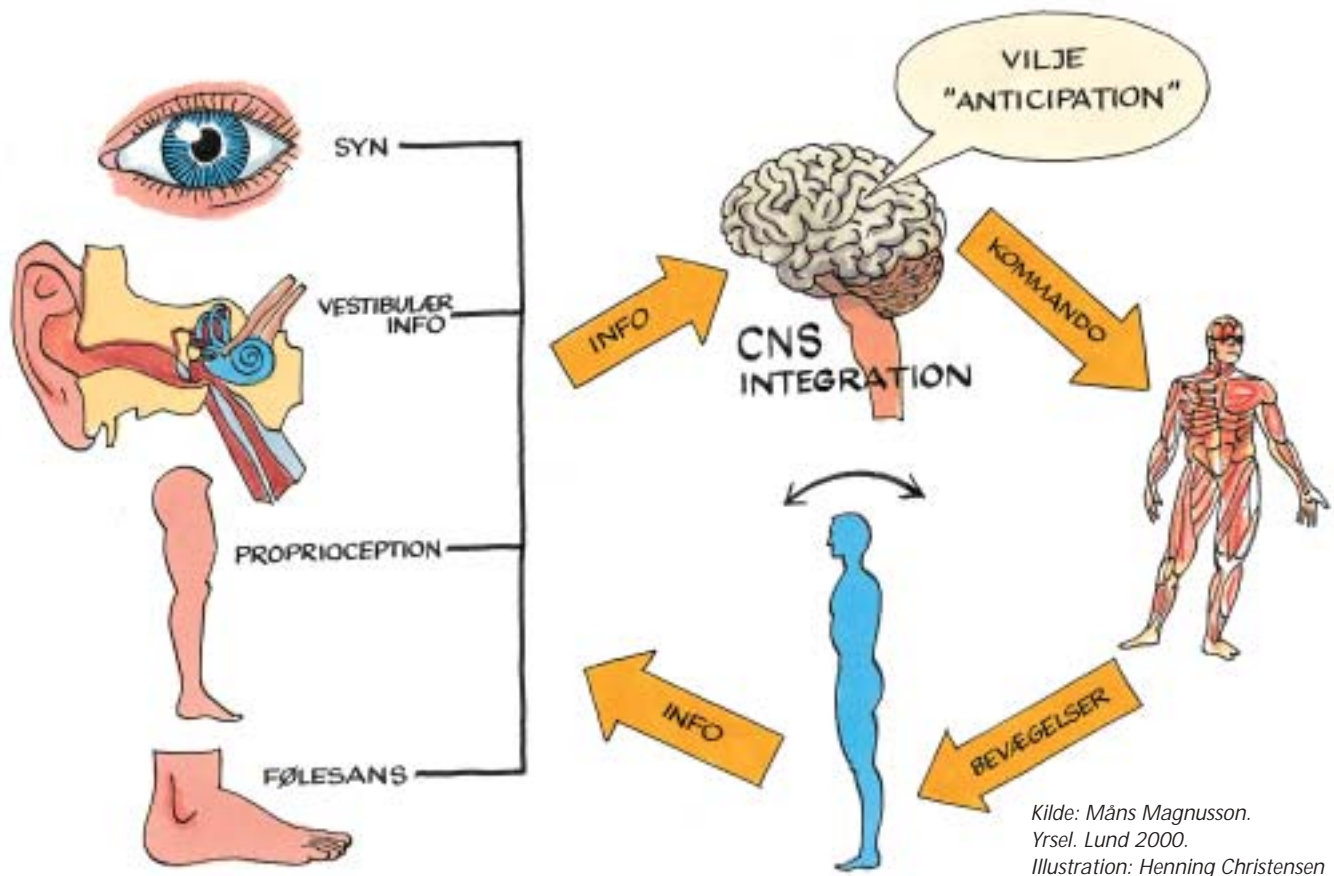 VILJE
"ANTICIPATION"
SYN
VESTIBULÆR
INFO
PROPRIOCEPTION
FØLESANS
INFO
CNS
INTEGRATION
KOMMANDO
BEVÆGELSER
INFO
Kilde: Måns Magnusson.
Yrsel. Lund 2000.
Illustration: Henning Christensen